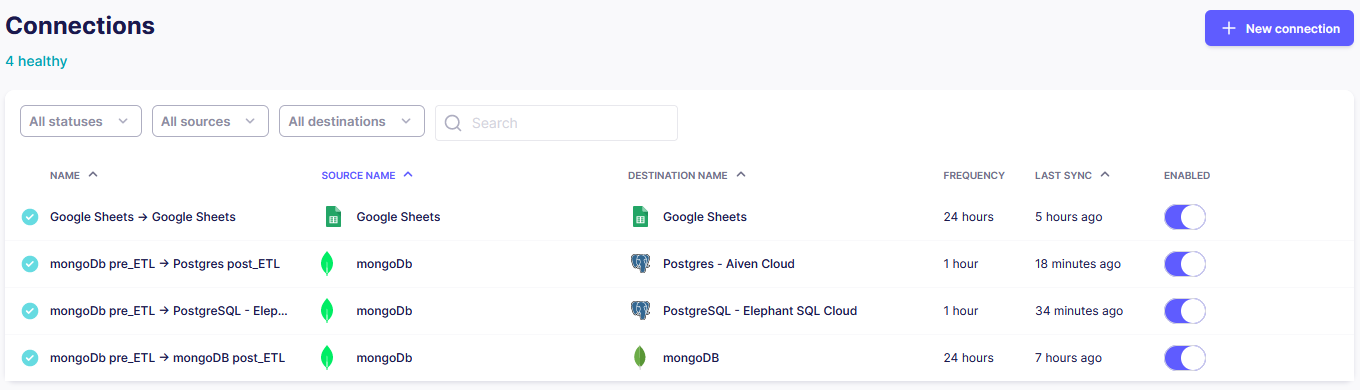 Connections
New connection
4 healthy
All statuses All sources All destinations Search
NAME SOURCE NAME DESTINATION NAME FREQUENCY LAST SYNC ENABLED
Google Sheets → Google Sheets Google Sheets Google Sheets 24 hours 5 hours ago
mongoDb pre_ETL → Postgres post_ETL mongoDb Postgres - Aiven Cloud 1 hour 18 minutes ago
mongoDb pre_ETL → PostgreSQL - Elep... mongoDb PostgreSQL - Elephant SQL Cloud 1 hour 34 minutes ago
mongoDb pre_ETL → mongoDB post_ETL mongoDb mongoDB 24 hours 7 hours ago